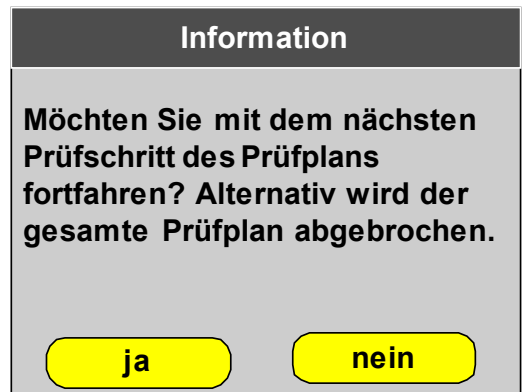 Information
Möchten Sie mit dem nächsten
Prüfschritt des Prüfplans
fortfahren? Alternativ wird der
gesamte Prüfplan abgebrochen.
ja nein